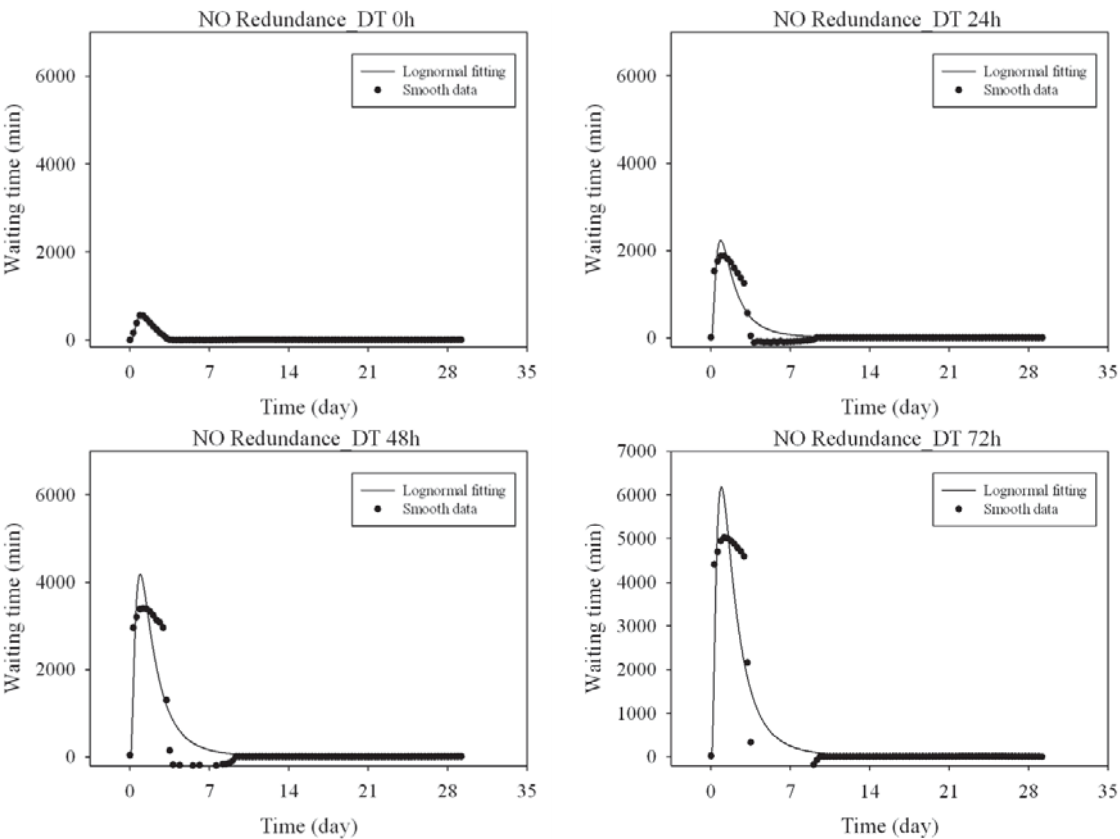 NO Redundance_DT 0h
Lognormal fitting
Smooth data
Waiting time (min)
6000
4000
2000
0
0 7 14 21 28 35
Time (day)
NO Redundance_DT 24h
Lognormal fitting
Smooth data
Waiting time (min)
6000
4000
2000
0
0 7 14 21 28 35
Time (day)
NO Redundance_DT 48h
Lognormal fitting
Smooth data
Waiting time (min)
6000
4000
2000
0
0 7 14 21 28 35
Time (day)
NO Redundance_DT 72h
Lognormal fitting
Smooth data
Waiting time (min)
7000
6000
5000
4000
3000
2000
1000
0
0 7 14 21 28 35
Time (day)